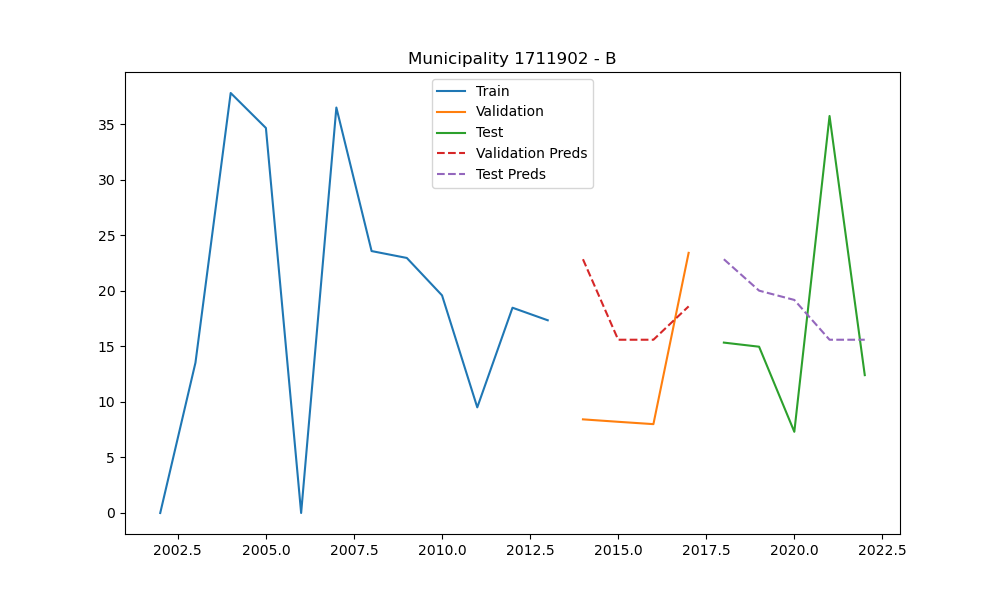 Municipality 1711902 - B
Train
Validation
Test
Validation Preds
Test Preds
35
30
25
20
15
10
5
0
2002.5 2005.0 2007.5 2010.0 2012.5 2015.0 2017.5 2020.0 2022.5